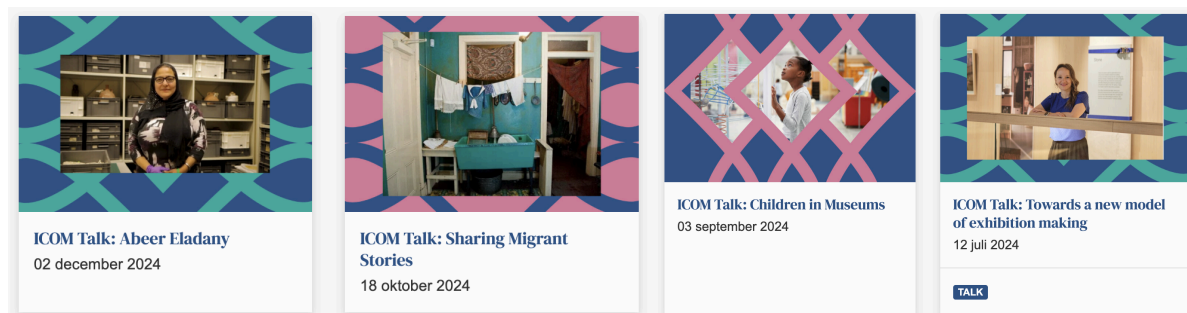 ICOM Talk: Abeer Eladany
02 december 2024
ICOM Talk: Sharing Migrant
Stories
18 oktober 2024
ICOM Talk: Children in Museums
03 september 2024
ICOM Talk: Towards a new model
of exhibition making
12 juli 2024
TALK